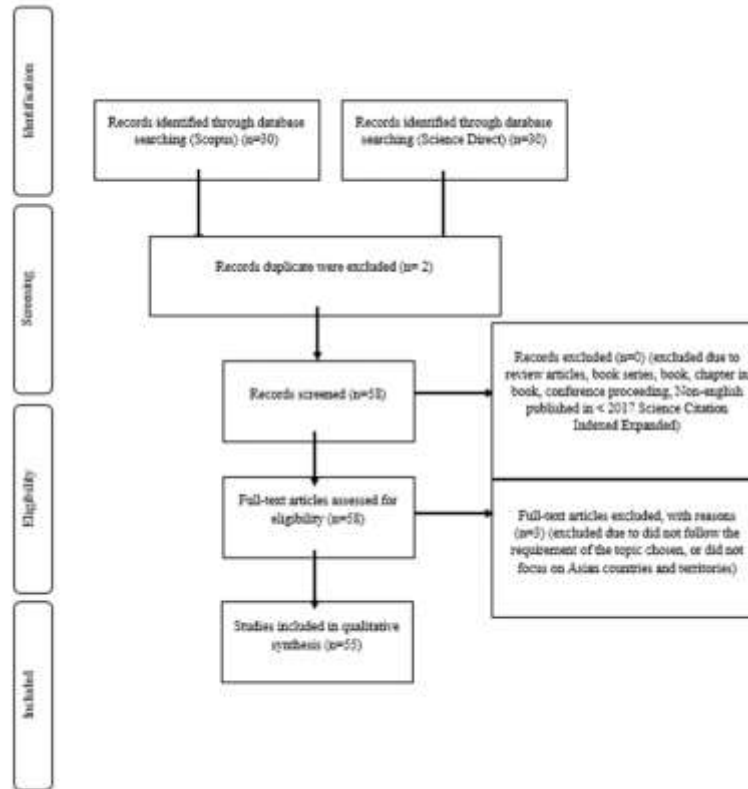 Identification
Records identified through database
searching (Scopus) (n=30)
Records identified through database
searching (Science Direct) (n=30)
Screening
Records duplicate were excluded (n= 2)
Records screened (n=58)
Records excluded (n=0) (excluded due to
review articles, book series, book, chapter in
book, conference proceeding, Non-english
published in < 2017 Science Citation
Indexed Expanded)
Eligibility
Full-text articles assessed for
eligibility (n=58)
Full-text articles excluded, with reasons
(n=3) (excluded due to did not follow the
requirement of the topic chosen, or did not
focus on Asian countries and territories)
Included
Studies included in qualitative
synthesis (n=55)